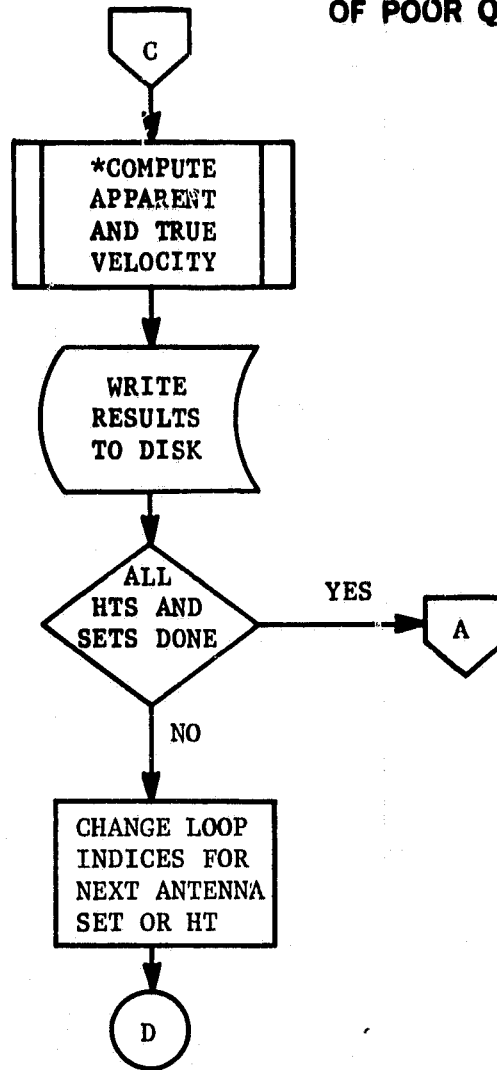 OF POOR Q
C
*COMPUTE
APPARENT
AND TRUE
VELOCITY
WRITE
RESULTS
TO DISK
ALL
HTS AND
SETS DONE
YES
A
NO
CHANGE LOOP
INDICES FOR
NEXT ANTENNA
SET OR HT
D